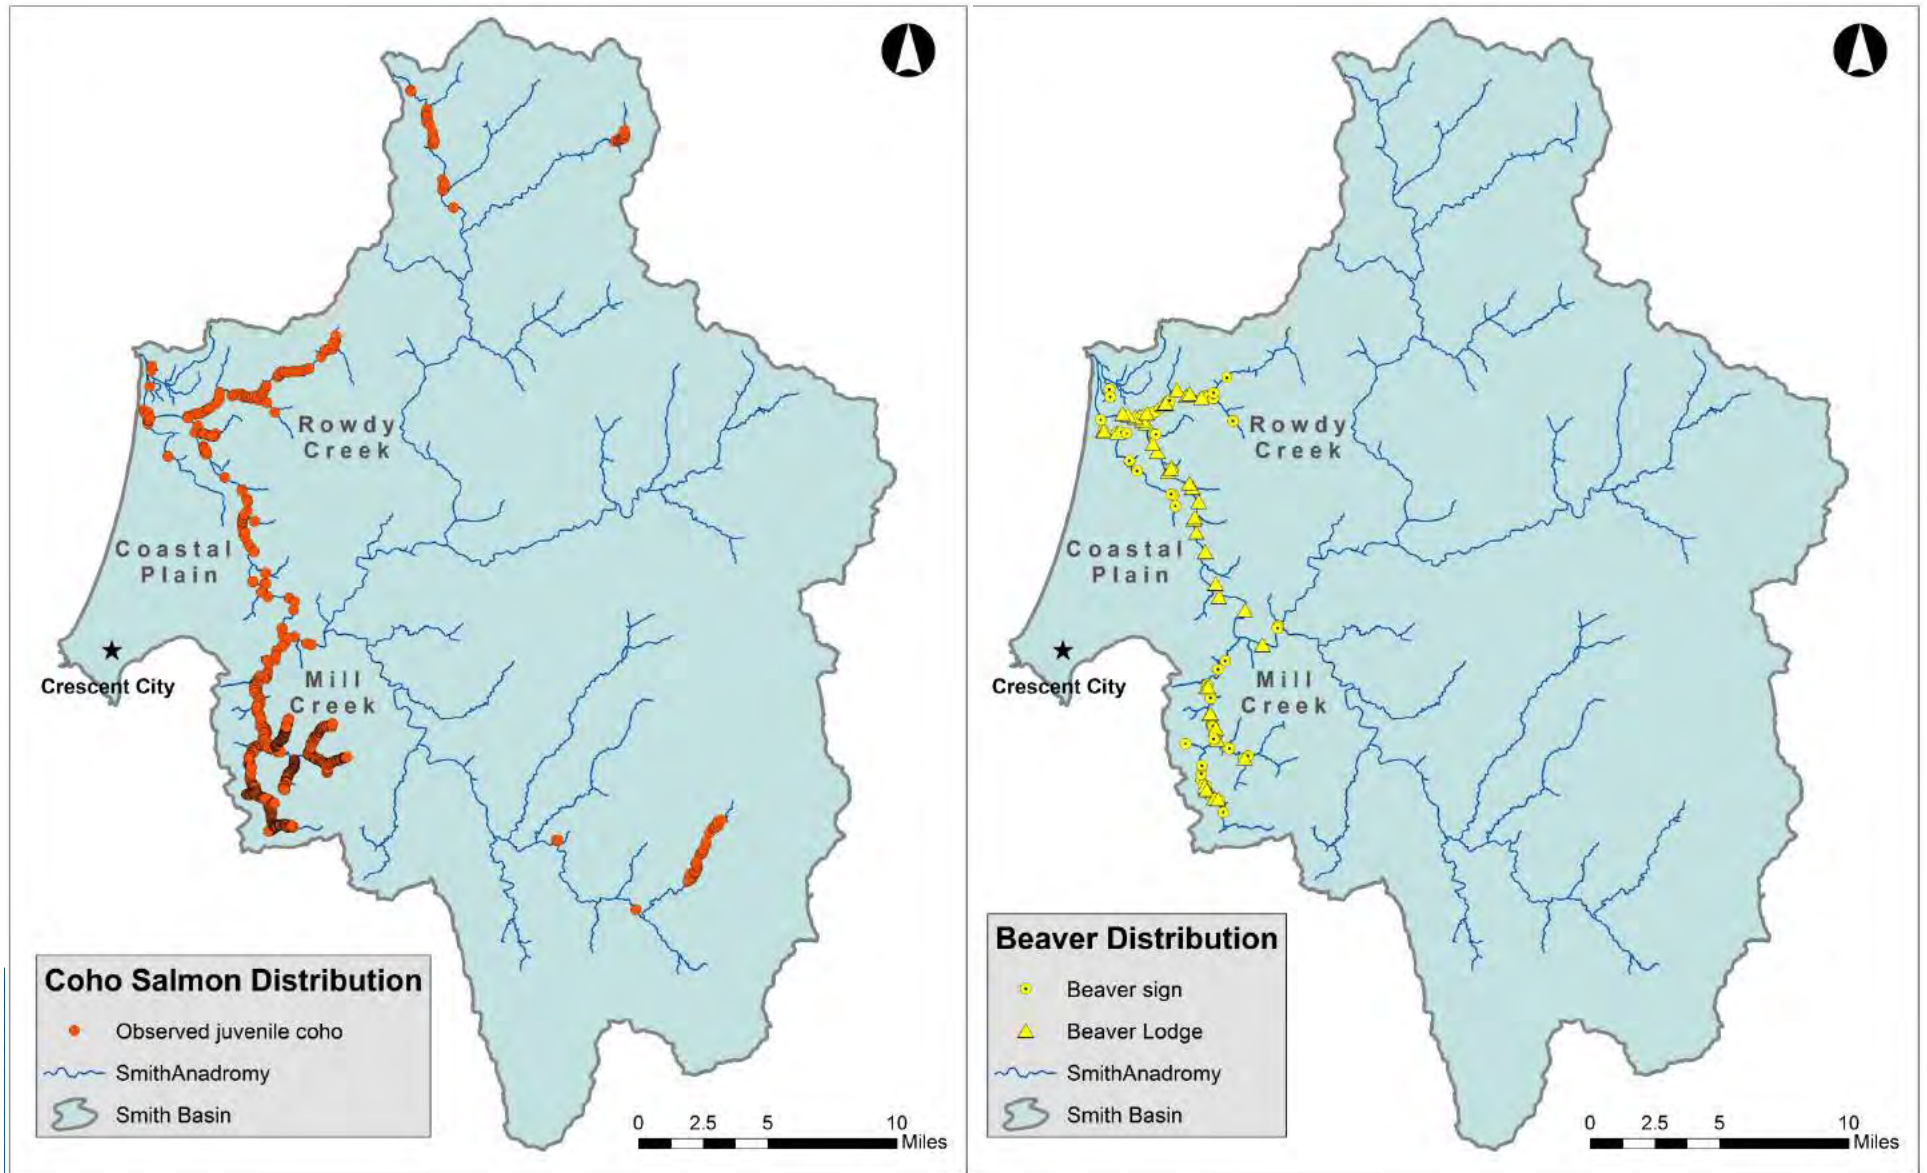 Rowdy
Creek
Coastal
Plain
Crescent City
Mill
Creek
Coho Salmon Distribution
Observed juvenile coho
SmithAnadromy
Smith Basin
0 2.5 5 10
Miles
Rowdy
Creek
Coastal
Plain
Crescent City
Mill
Creek
Beaver Distribution
Beaver sign
Beaver Lodge
SmithAnadromy
Smith Basin
0 2.5 5 10
Miles